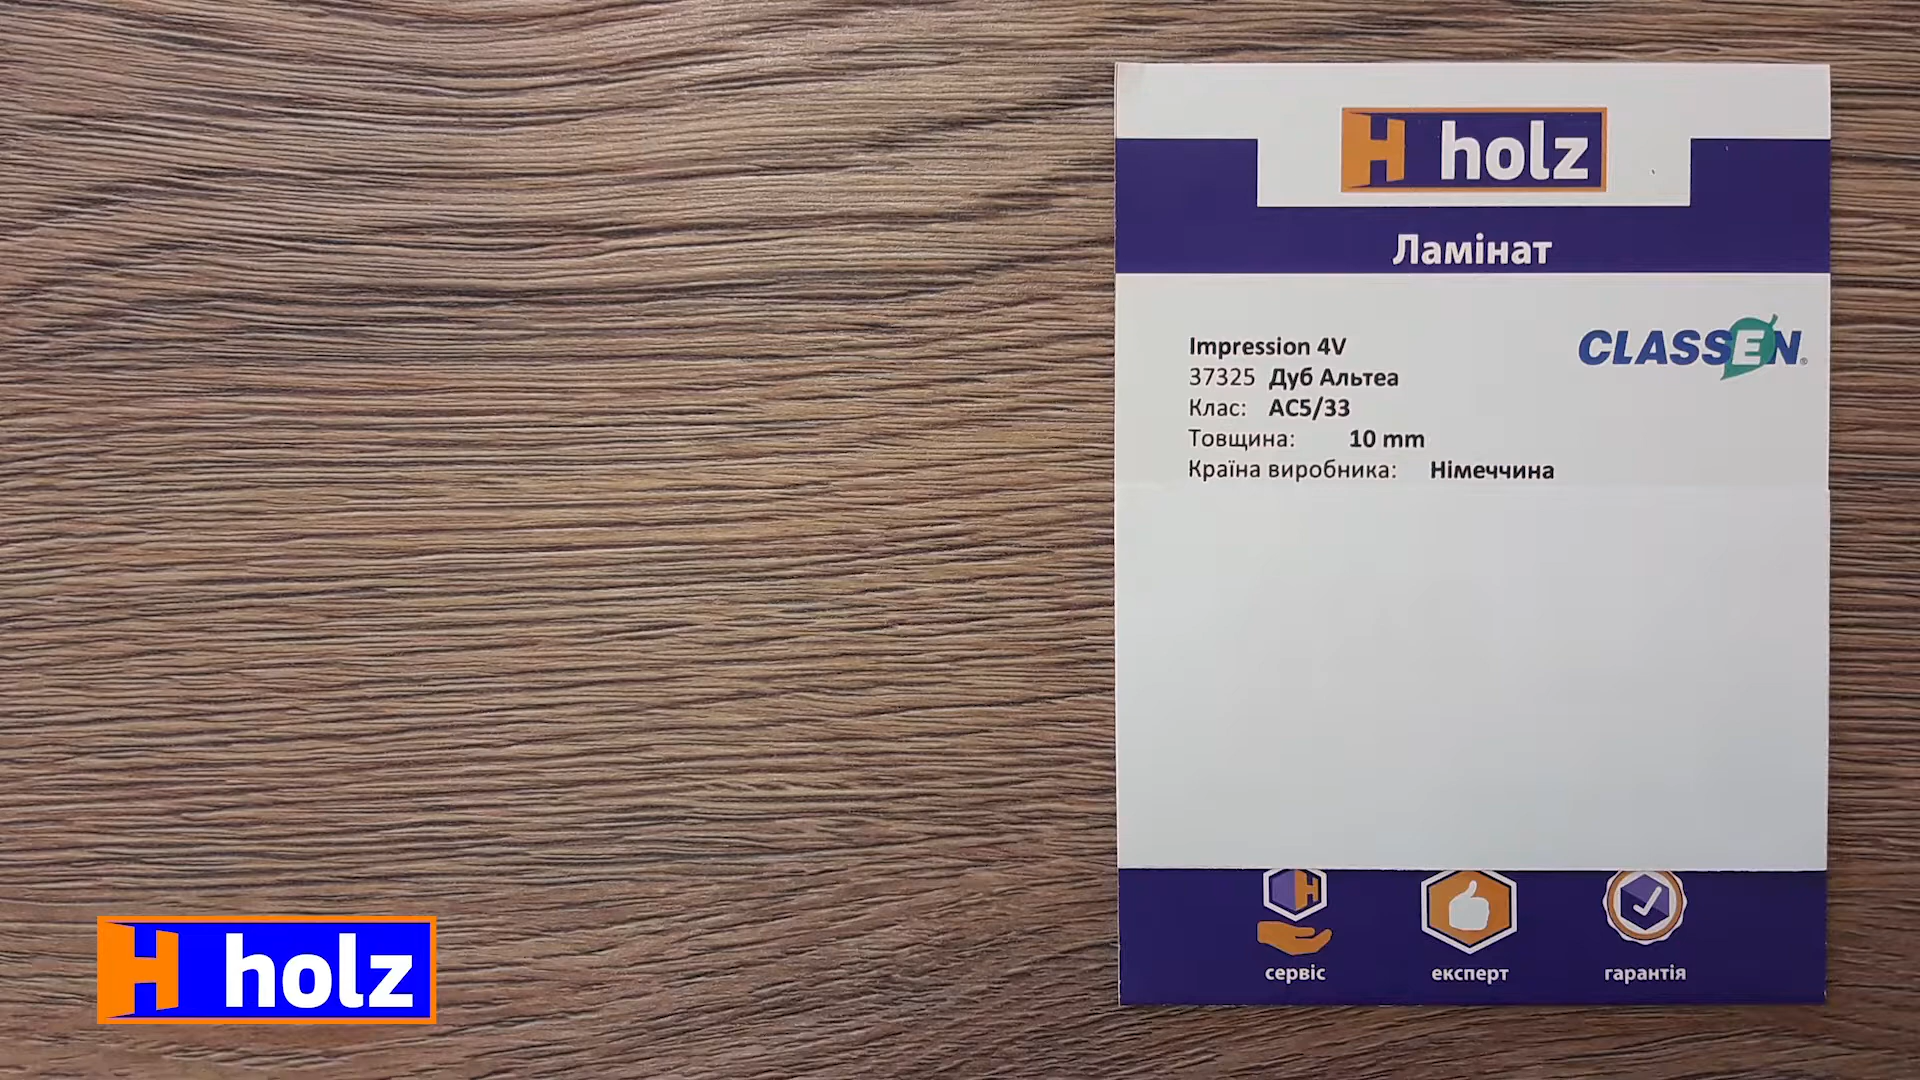 H holz
Ламінат
CLASSEN®
Impression 4V
37325 Дуб Альтеа
Клас: AC5/33
Товщина: 10 mm
Країна виробника: Німеччина
сервіс
експерт
гарантія
H holz